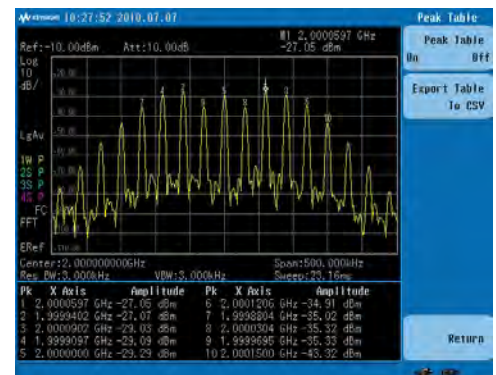 10:27:52 2010.07.07
Peak Table
Ref:-10.00dBm Att:10.00dB
M1 2.0000597 GHz
-27.05 dBm
Peak Table
On Off
Export Table
To CSV
Log
10
dB/
LgAv
1W P
2S P
3S P
4S P
FC
FFT
ERef
Center:2.000000000GHz Span:500.000kHz
Res BW:3.000kHz VBW:3.000kHz Sweep:23.16ms
Pk X Axis Amplitude Pk X Axis Amplitude
1 2.0000597 GHz -27.05 dBm 6 2.0001206 GHz -34.91 dBm
2 1.9999402 GHz -27.07 dBm 7 1.9998804 GHz -35.02 dBm
3 2.0000902 GHz -29.03 dBm 8 2.0000304 GHz -35.32 dBm
4 1.9999097 GHz -29.09 dBm 9 1.9999695 GHz -35.33 dBm
5 2.0000000 GHz -29.29 dBm 10 2.0001500 GHz -43.32 dBm
Return